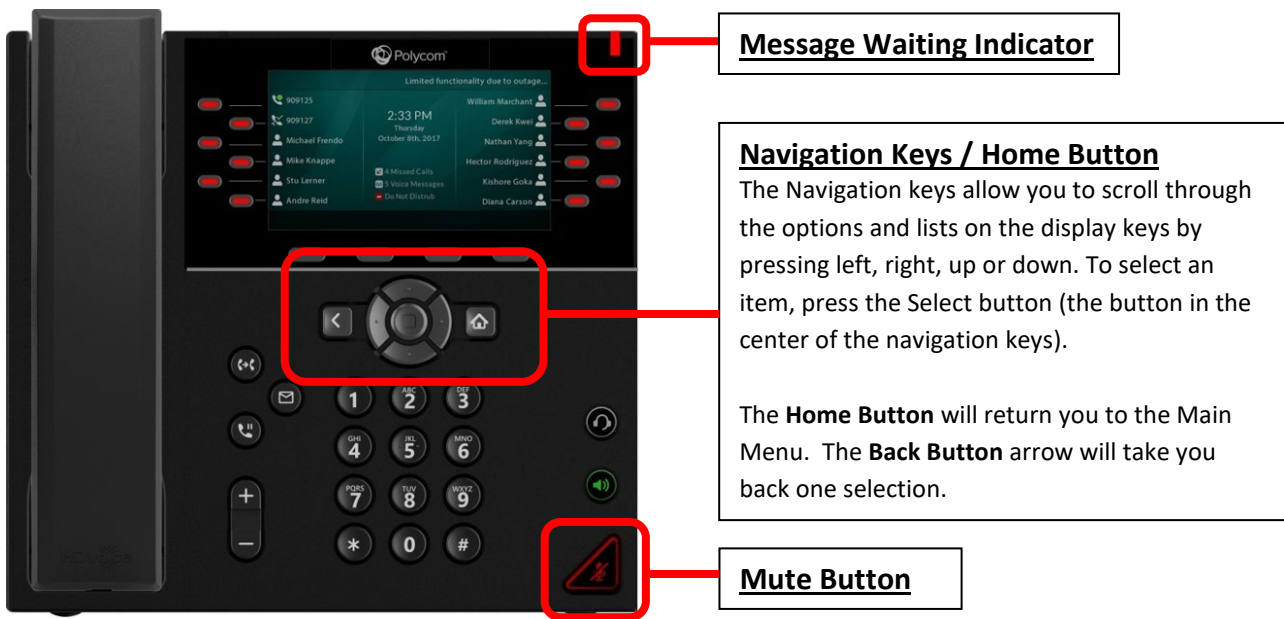 Polycom
Limited functionality due to outage...
909125
909127
Michael Frendo
Mike Knappe
Stu Lerner
Andre Reid
2:33 PM
Thursday
October 8th, 2017
4 Missed Calls
5 Voice Messages
Do Not Distrub
William Marchant
Derek Kwei
Nathan Yang
Hector Rodriguez
Kishore Goka
Diana Carson
1
ABC
2
DEF
3
GHI
4
JKL
5
MNO
6
PQRS
7
TUV
8
WXYZ
9
*
0
#
+
−
Message Waiting Indicator
Navigation Keys / Home Button
The Navigation keys allow you to scroll through
the options and lists on the display keys by
pressing left, right, up or down. To select an
item, press the Select button (the button in the
center of the navigation keys).
The Home Button will return you to the Main
Menu. The Back Button arrow will take you
back one selection.
Mute Button